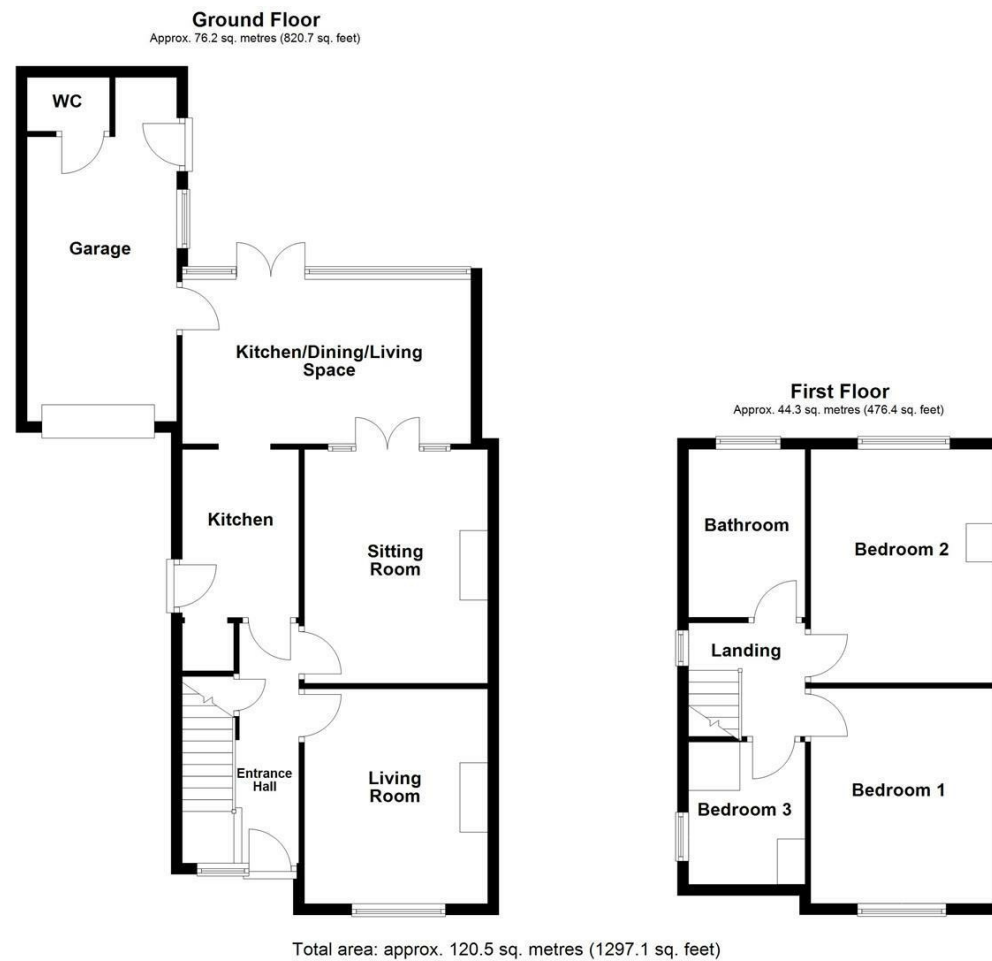 Ground Floor
Approx. 76.2 sq. metres (820.7 sq. feet)
WC
Garage
Kitchen/Dining/Living
Space
Kitchen
Sitting
Room
Entrance
Hall
Living
Room
First Floor
Approx. 44.3 sq. metres (476.4 sq. feet)
Bathroom
Bedroom 2
Landing
Bedroom 3
Bedroom 1
Total area: approx. 120.5 sq. metres (1297.1 sq. feet)